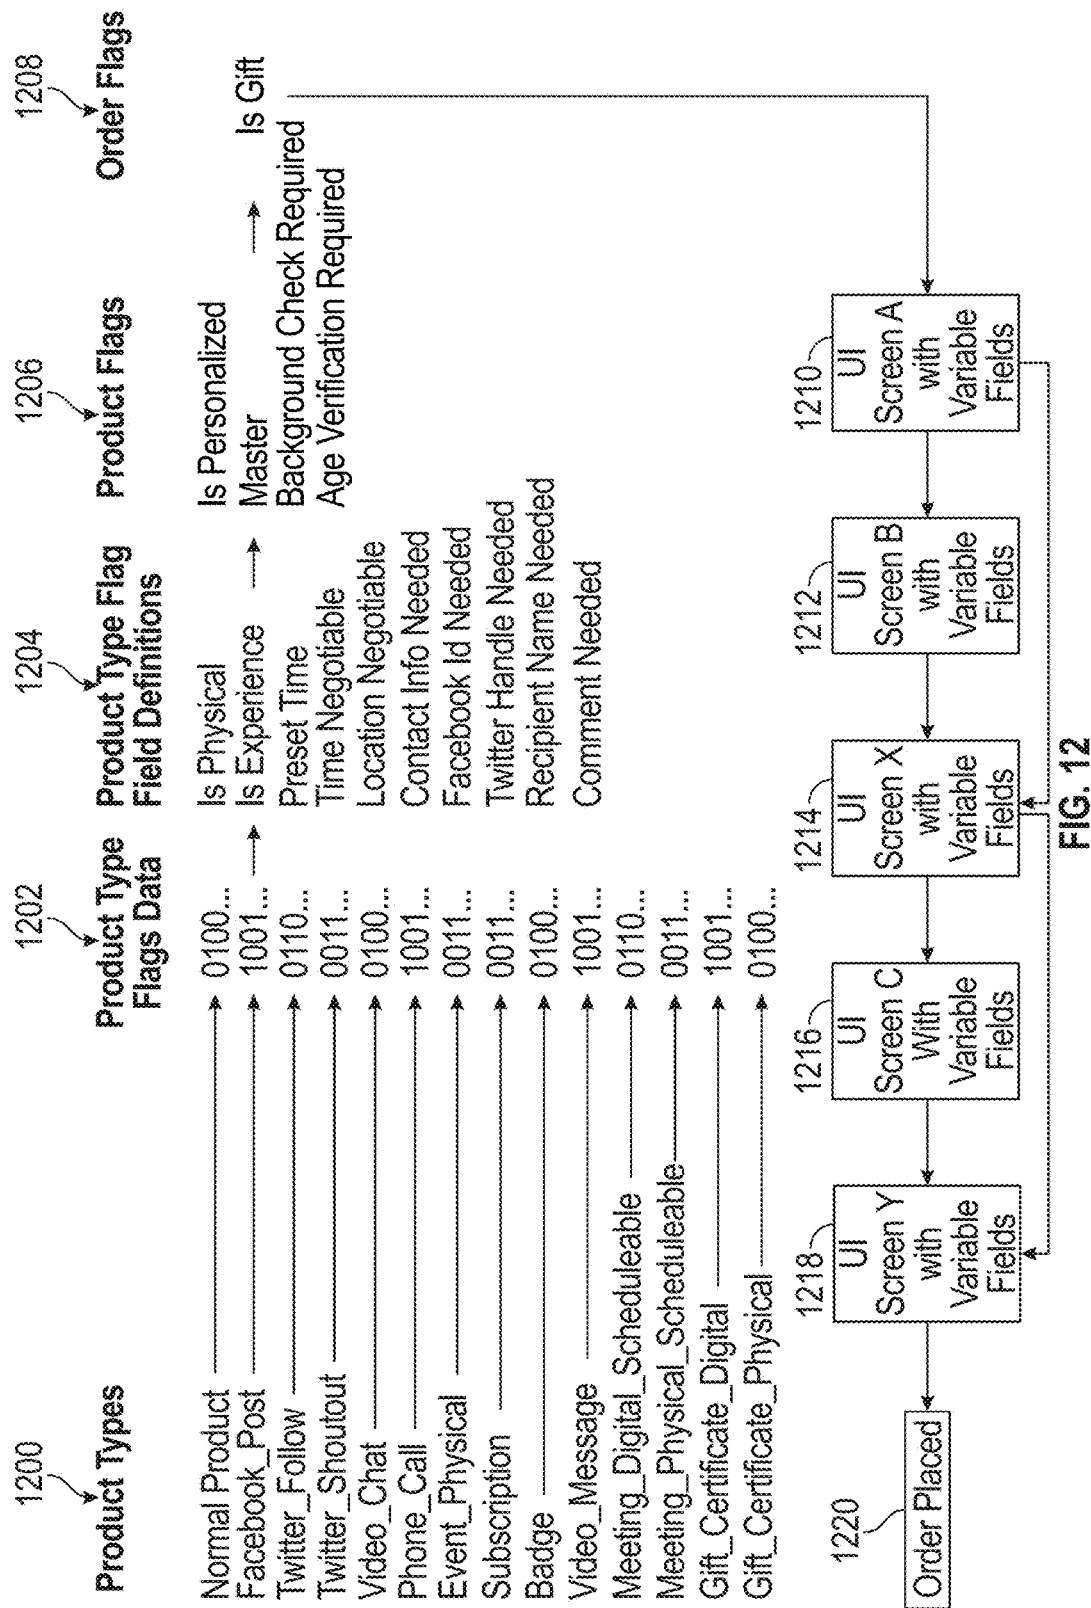 1200
Product Types
Normal Product
Facebook_Post
Twitter_Follow
Twitter_Shoutout
Video_Chat
Phone_Call
Event_Physical
Subscription
Badge
Video_Message
Meeting_Digital_Scheduleable
Meeting_Physical_Scheduleable
Gift_Certificate_Digital
Gift_Certificate_Physical
1202
Product Type
Flags Data
0100...
1001...
0110...
0011...
0100...
1001...
0011...
0011...
0100...
1001...
0110...
0011...
1001...
0100...
1204
Product Type Flag
Field Definitions
Is Physical
Is Experience
Preset Time
Time Negotiable
Location Negotiable
Contact Info Needed
Facebook Id Needed
Twitter Handle Needed
Recipient Name Needed
Comment Needed
1206
Product Flags
Is Personalized
Master
Background Check Required
Age Verification Required
1208
Order Flags
Is Gift
1210
UI
Screen A
with
Variable
Fields
1212
UI
Screen B
with
Variable
Fields
1214
UI
Screen X
with
Variable
Fields
1216
UI
Screen C
With
Variable
Fields
1218
UI
Screen Y
with
Variable
Fields
1220
Order Placed
FIG. 12